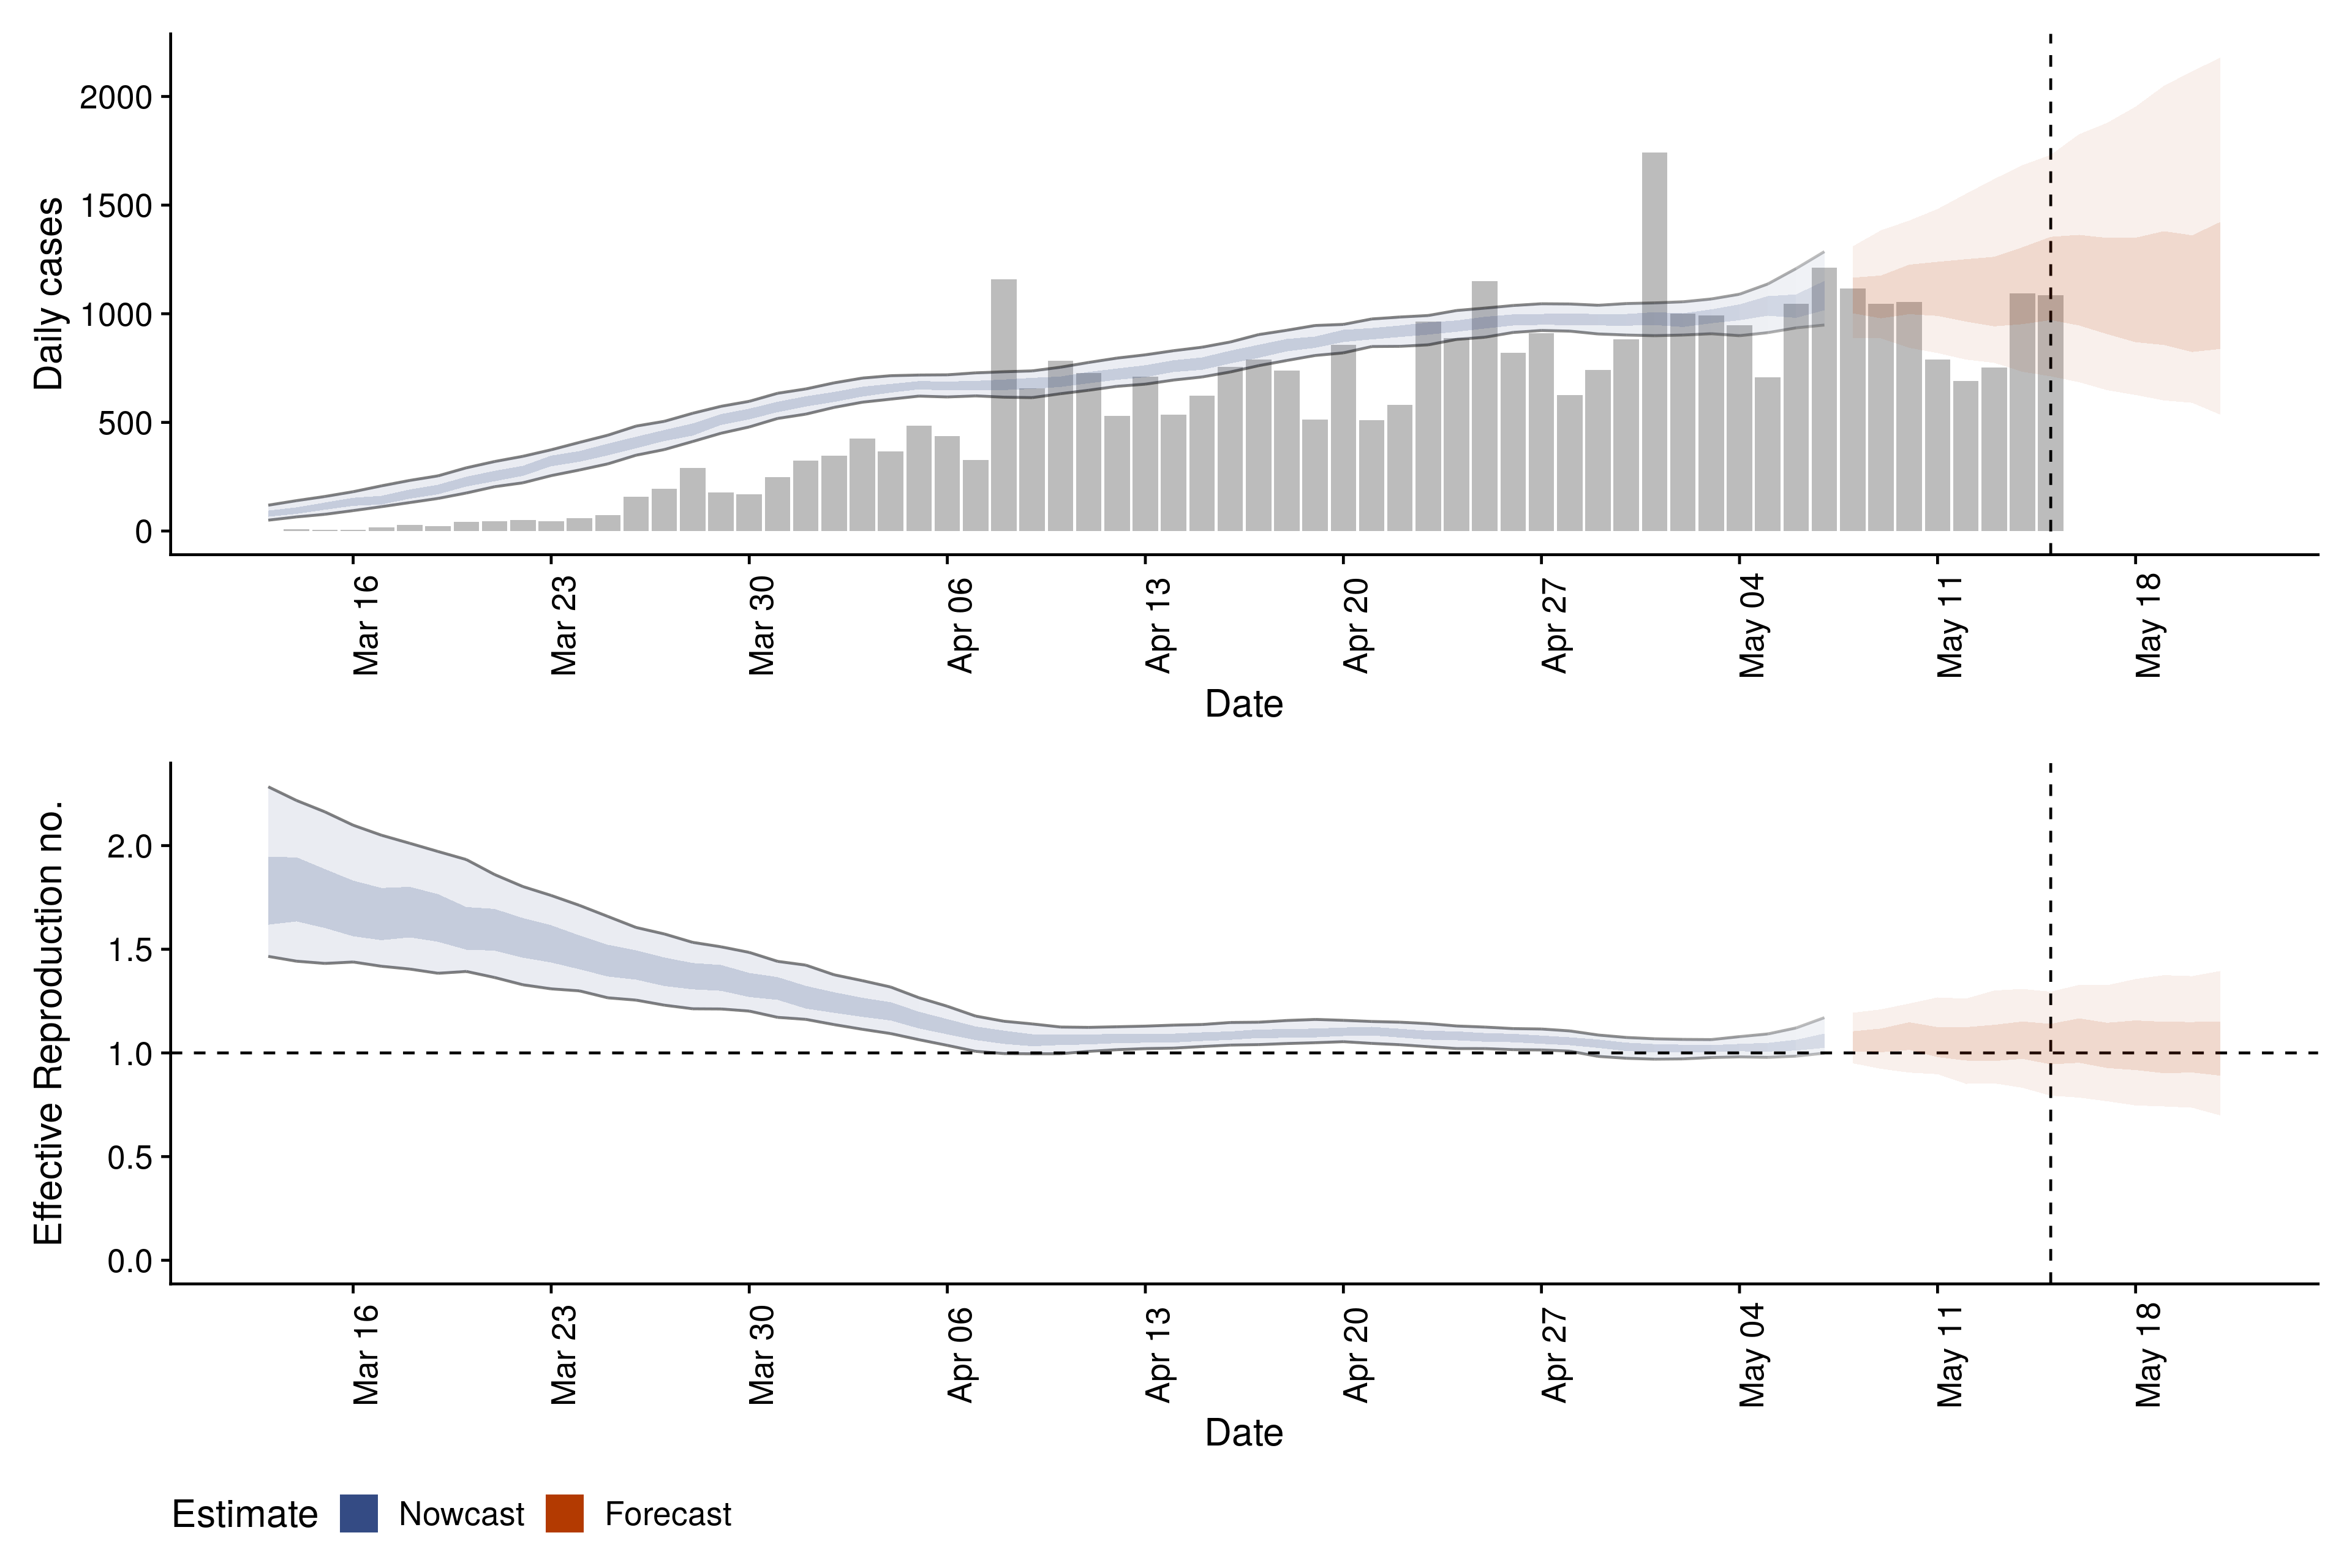 Daily cases
2000
1500
1000
500
0
Mar 16 Mar 23 Mar 30 Apr 06 Apr 13 Apr 20 Apr 27 May 04 May 11 May 18
Date
Effective Reproduction no.
2.0
1.5
1.0
0.5
0.0
Mar 16 Mar 23 Mar 30 Apr 06 Apr 13 Apr 20 Apr 27 May 04 May 11 May 18
Date
Estimate Nowcast Forecast